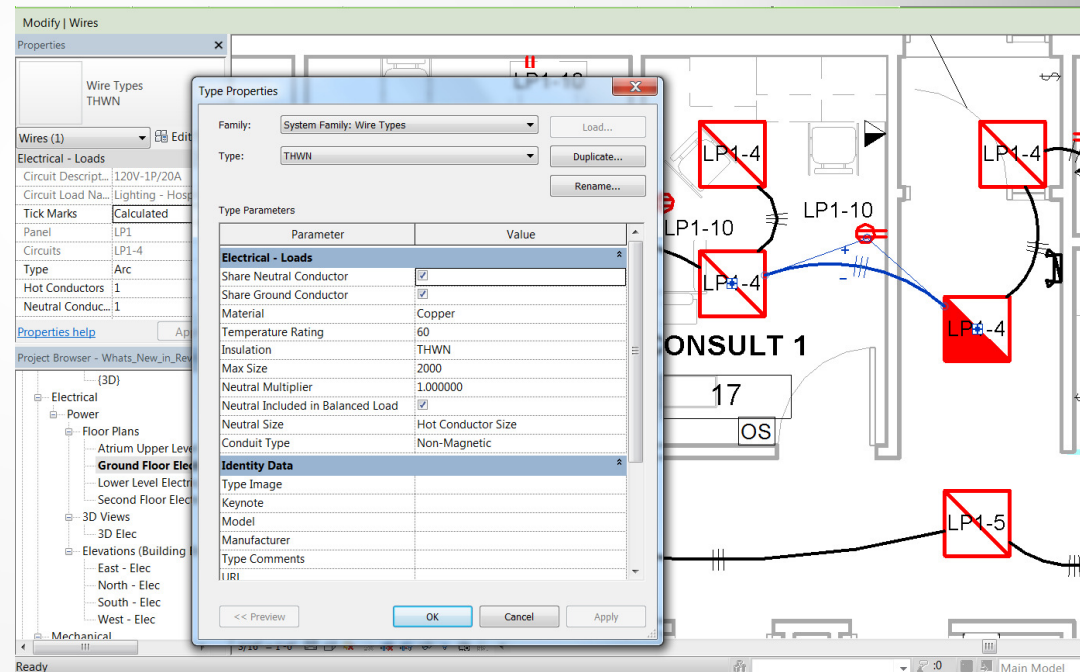 Modify | Wires
Properties
Wire Types
THWN
Wires (1)
Edit
Electrical - Loads
Circuit Descript... 120V-1P/20A
Circuit Load Na... Lighting - Hosp
Tick Marks Calculated
Panel LP1
Circuits LP1-4
Type Arc
Hot Conductors 1
Neutral Conduc... 1
Properties help
App
Project Browser - Whats_New_in_Rev
{3D}
Electrical
Power
Floor Plans
Atrium Upper Leve
Ground Floor Elec
Lower Level Electri
Second Floor Elec
3D Views
3D Elec
Elevations (Building
East - Elec
North - Elec
South - Elec
West - Elec
Mechanical
Ready
Type Properties
Family: System Family: Wire Types Load...
Type: THWN Duplicate...
Rename...
Type Parameters
Parameter Value
Electrical - Loads
Share Neutral Conductor
Share Ground Conductor
Material Copper
Temperature Rating 60
Insulation THWN
Max Size 2000
Neutral Multiplier 1.000000
Neutral Included in Balanced Load
Neutral Size Hot Conductor Size
Conduit Type Non-Magnetic
Identity Data
Type Image
Keynote
Model
Manufacturer
Type Comments
URL
<< Preview OK Cancel Apply
LP1-10
LP1-4
LP1-4
LP1-10
LP1-10
LP1-4
LP1-4
ONSULT 1
17
OS
LP1-5
:0
Main Model